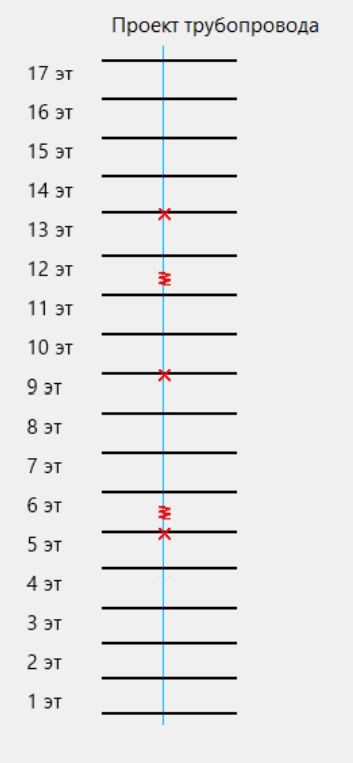 Проект трубопровода
17 эт
16 эт
15 эт
14 эт
13 эт
12 эт
11 эт
10 эт
9 эт
8 эт
7 эт
6 эт
5 эт
4 эт
3 эт
2 эт
1 эт